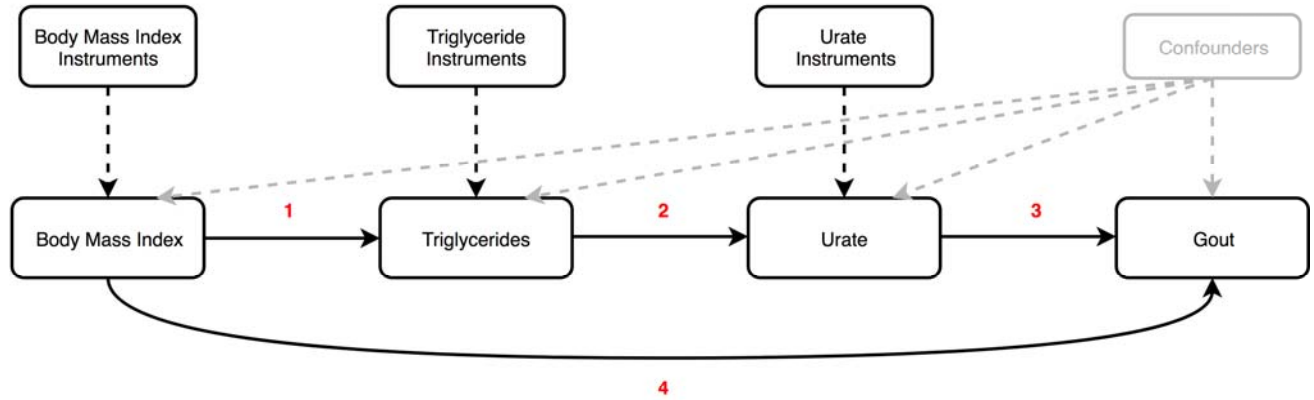 Body Mass Index
Instruments
Triglyceride
Instruments
Urate
Instruments
Confounders
1
2
3
Body Mass Index
Triglycerides
Urate
Gout
4